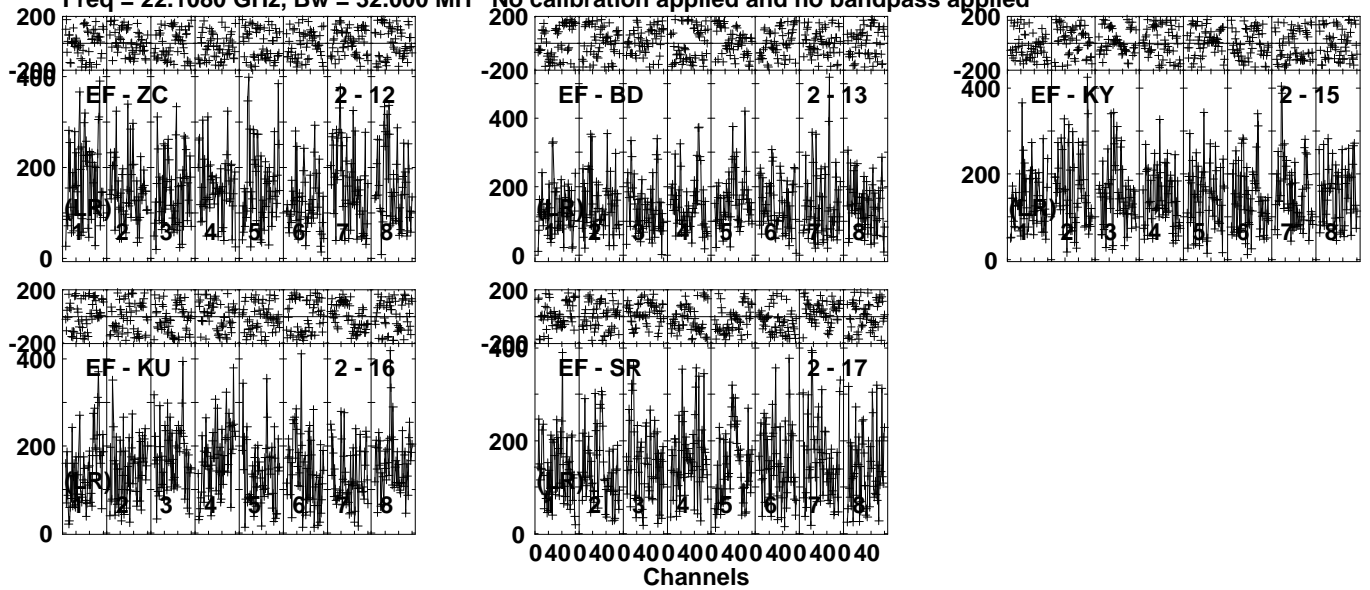 Freq = 22.1080 GHz, Bw = 32.000 MH No calibration applied and no bandpass applied
200
-200
400
200
0
EF - ZC 2 - 12
(LR)
1 2 3 4 5 6 7 8
200
-200
400
200
0
EF - BD 2 - 13
(LR)
1 2 3 4 5 6 7 8
200
-200
400
200
0
EF - KY 2 - 15
(LR)
1 2 3 4 5 6 7 8
200
-200
400
200
0
EF - KU 2 - 16
(LR)
1 2 3 4 5 6 7 8
200
-200
400
200
0
EF - SR 2 - 17
(LR)
1 2 3 4 5 6 7 8
0 40 0 40 0 40 0 40 0 40 0 40 0 40 0 40
Channels